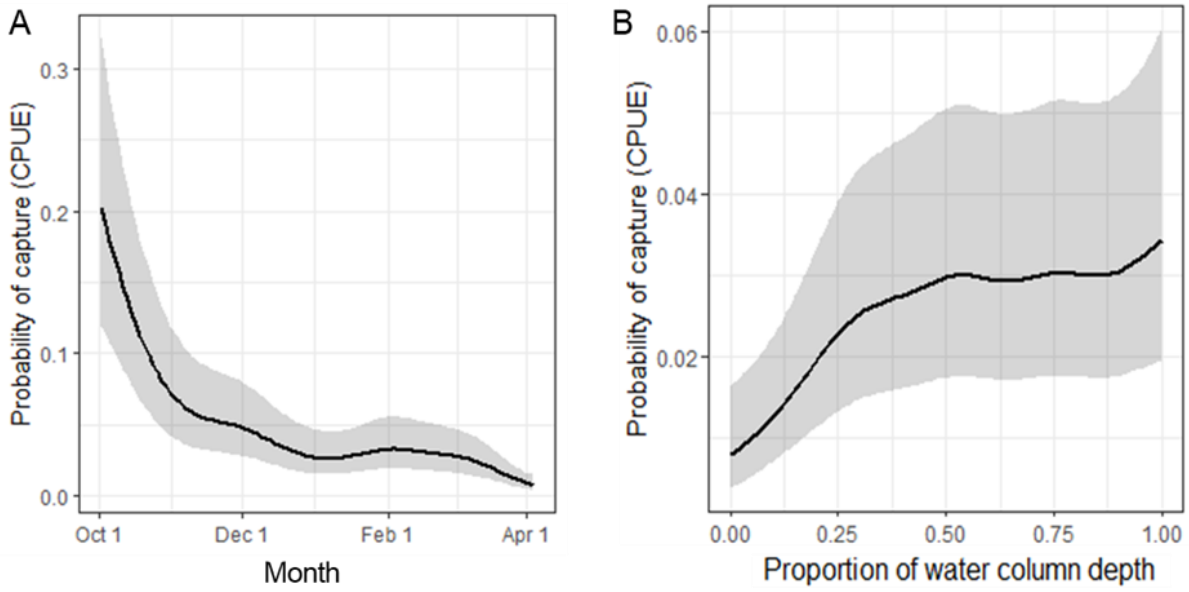 A
Probability of capture (CPUE)
0.3
0.2
0.1
0.0
Oct 1
Dec 1
Feb 1
Apr 1
Month
B
Probability of capture (CPUE)
0.06
0.04
0.02
0.00
0.25
0.50
0.75
1.00
Proportion of water column depth